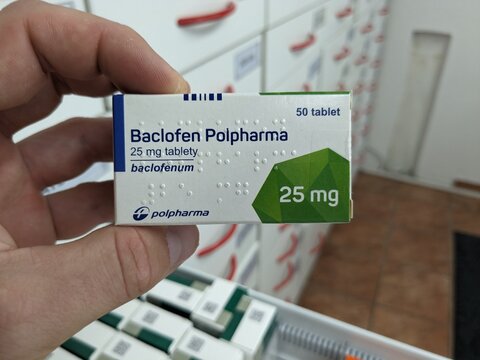 50 tablet
Baclofen Polpharma
25 mg tablety
baclofenum
25 mg
polpharma